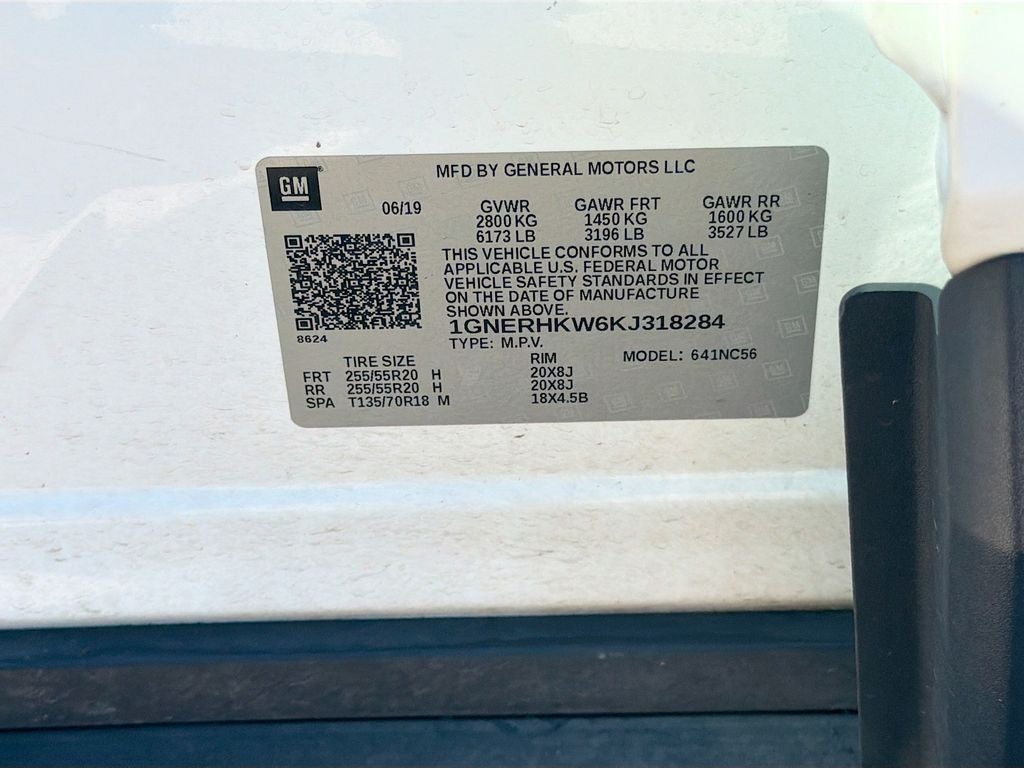 MFD BY GENERAL MOTORS LLC
GM
06/19
GVWR GAWR FRT GAWR RR
2800 KG 1450 KG 1600 KG
6173 LB 3196 LB 3527 LB
THIS VEHICLE CONFORMS TO ALL
APPLICABLE U.S. FEDERAL MOTOR
VEHICLE SAFETY STANDARDS IN EFFECT
ON THE DATE OF MANUFACTURE
SHOWN ABOVE.
1GNERHKW6KJ318284
8624
TYPE: M.P.V.
TIRE SIZE RIM MODEL: 641NC56
FRT 255/55R20 H 20X8J
RR 255/55R20 H 20X8J
SPA T135/70R18 M 18X4.5B